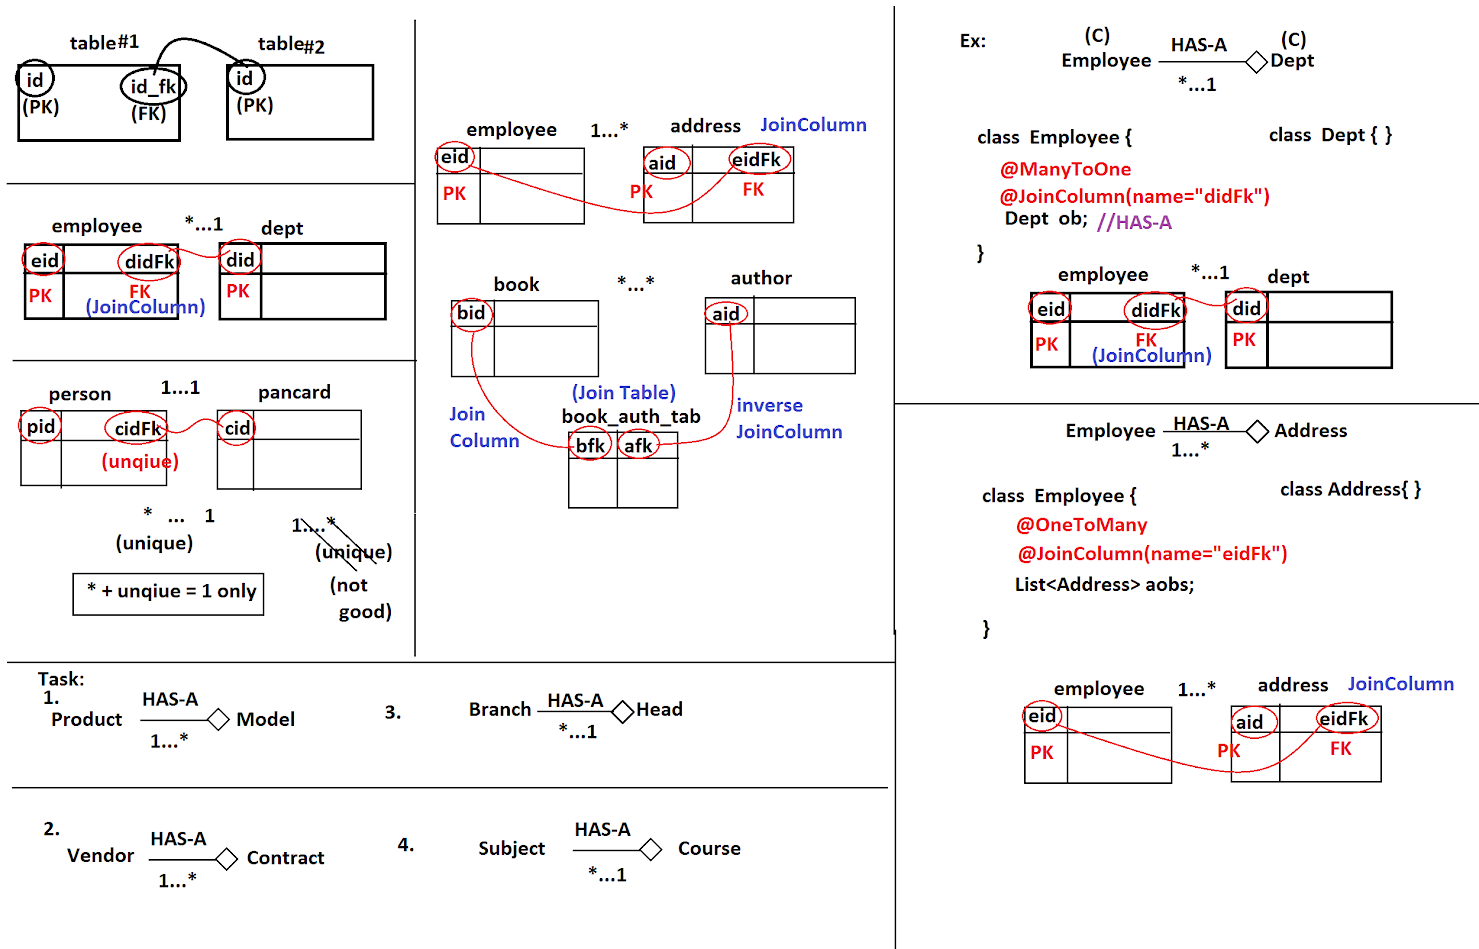 table#1
table#2
id
id_fk
id
(PK)
(FK)
(PK)
employee
*...1
dept
eid
didFk
did
PK
FK
PK
(JoinColumn)
person
1...1
pancard
pid
cidFk
cid
(unqiue)
* ... 1
(unique)
1....*
(unique)
(not
good)
* + unqiue = 1 only
employee
1...*
address
JoinColumn
eid
aid
eidFk
PK
PK
FK
book
*...*
author
bid
aid
(Join Table)
book_auth_tab
Join
Column
inverse
JoinColumn
bfk
afk
Ex:
(C)
(C)
Employee
HAS-A
Dept
*...1
class Employee {
class Dept { }
@ManyToOne
@JoinColumn(name="didFk")
Dept ob; //HAS-A
}
employee
*...1
dept
eid
didFk
did
PK
FK
PK
(JoinColumn)
Employee
HAS-A
Address
1...*
class Employee {
class Address{ }
@OneToMany
@JoinColumn(name="eidFk")
List<Address> aobs;
}
employee
1...*
address
JoinColumn
eid
aid
eidFk
PK
PK
FK
Task:
1.
Product
HAS-A
Model
1...*
3.
Branch
HAS-A
Head
*...1
2.
Vendor
HAS-A
Contract
1...*
4.
Subject
HAS-A
Course
*...1